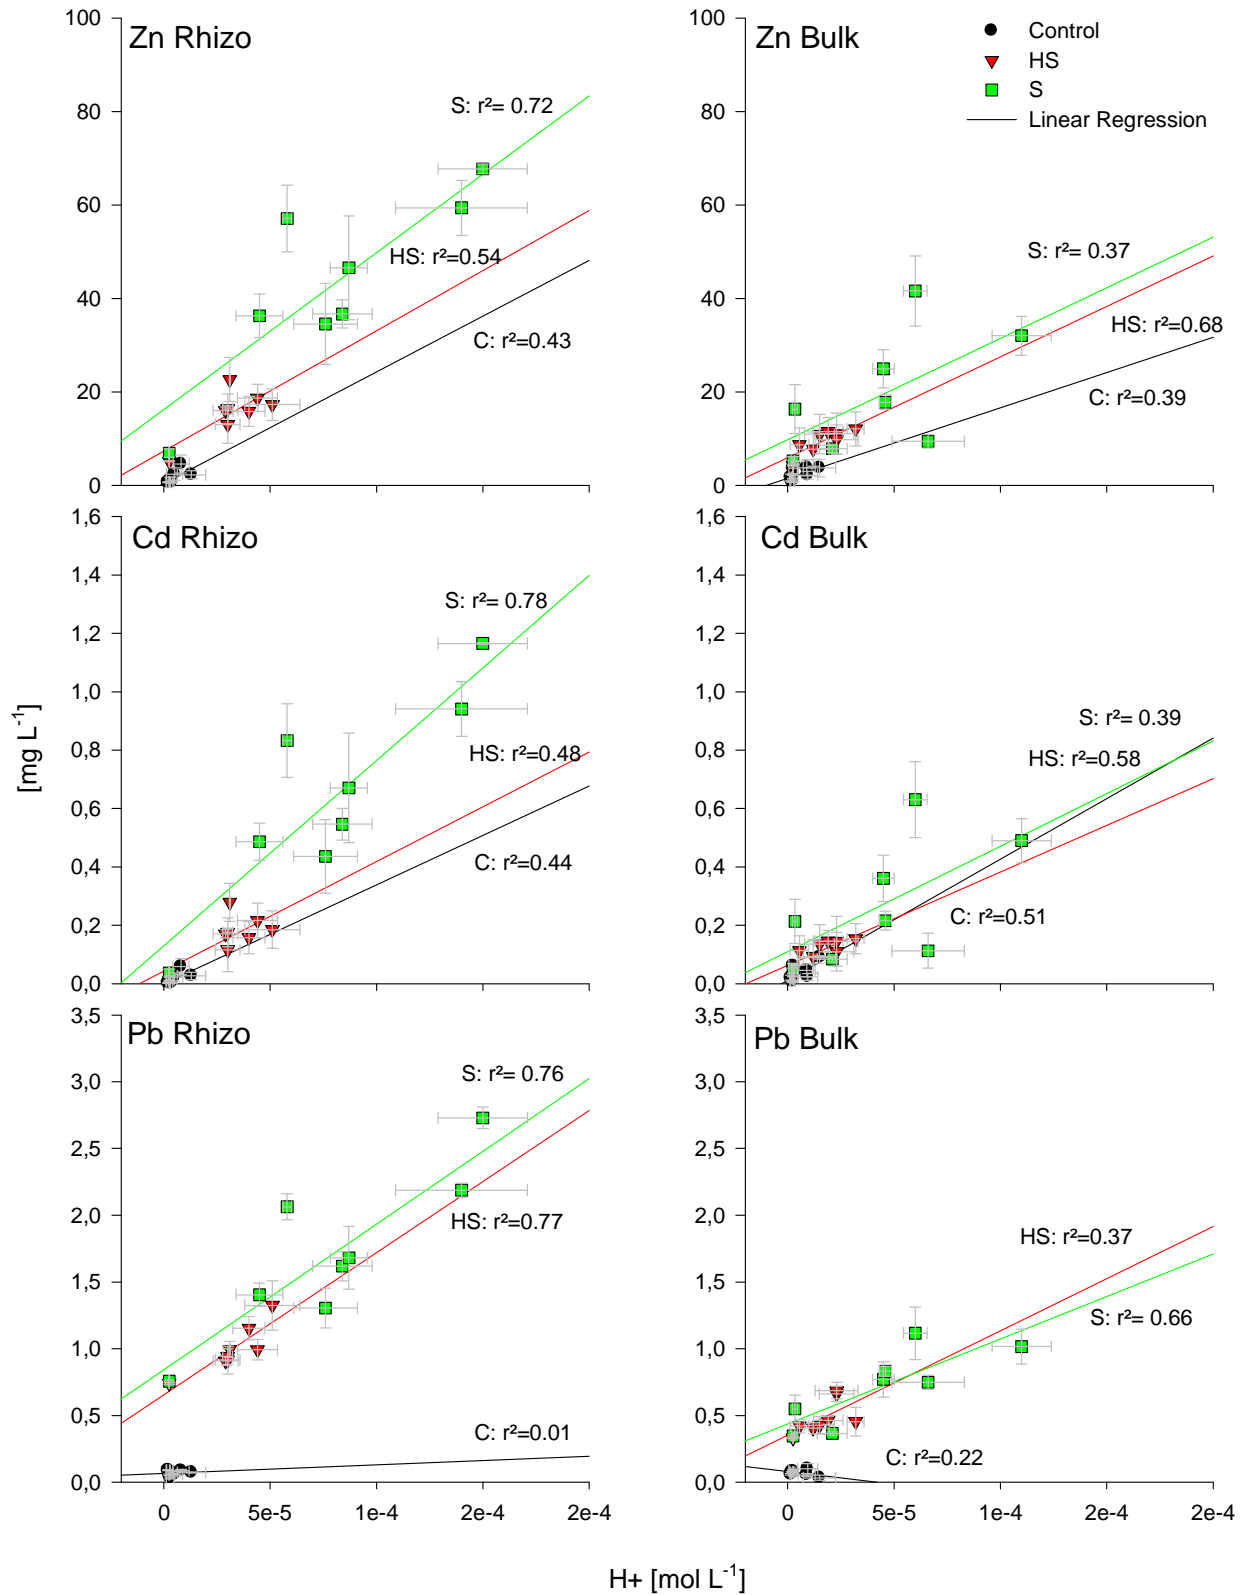 Zn Rhizo
100
80
60
40
20
0
S: r²= 0.72
HS: r²=0.54
C: r²=0.43
Zn Bulk
100
80
60
40
20
0
Control
HS
S
Linear Regression
S: r²= 0.37
HS: r²=0.68
C: r²=0.39
[mg L-1]
Cd Rhizo
1,6
1,4
1,2
1,0
0,8
0,6
0,4
0,2
0,0
S: r²= 0.78
HS: r²=0.48
C: r²=0.44
Cd Bulk
1,6
1,4
1,2
1,0
0,8
0,6
0,4
0,2
0,0
S: r²= 0.39
HS: r²=0.58
C: r²=0.51
Pb Rhizo
3,5
3,0
2,5
2,0
1,5
1,0
0,5
0,0
S: r²= 0.76
HS: r²=0.77
C: r²=0.01
0 5e-5 1e-4 2e-4 2e-4
Pb Bulk
3,5
3,0
2,5
2,0
1,5
1,0
0,5
0,0
HS: r²=0.37
S: r²= 0.66
C: r²=0.22
0 5e-5 1e-4 2e-4 2e-4
H+ [mol L-1]